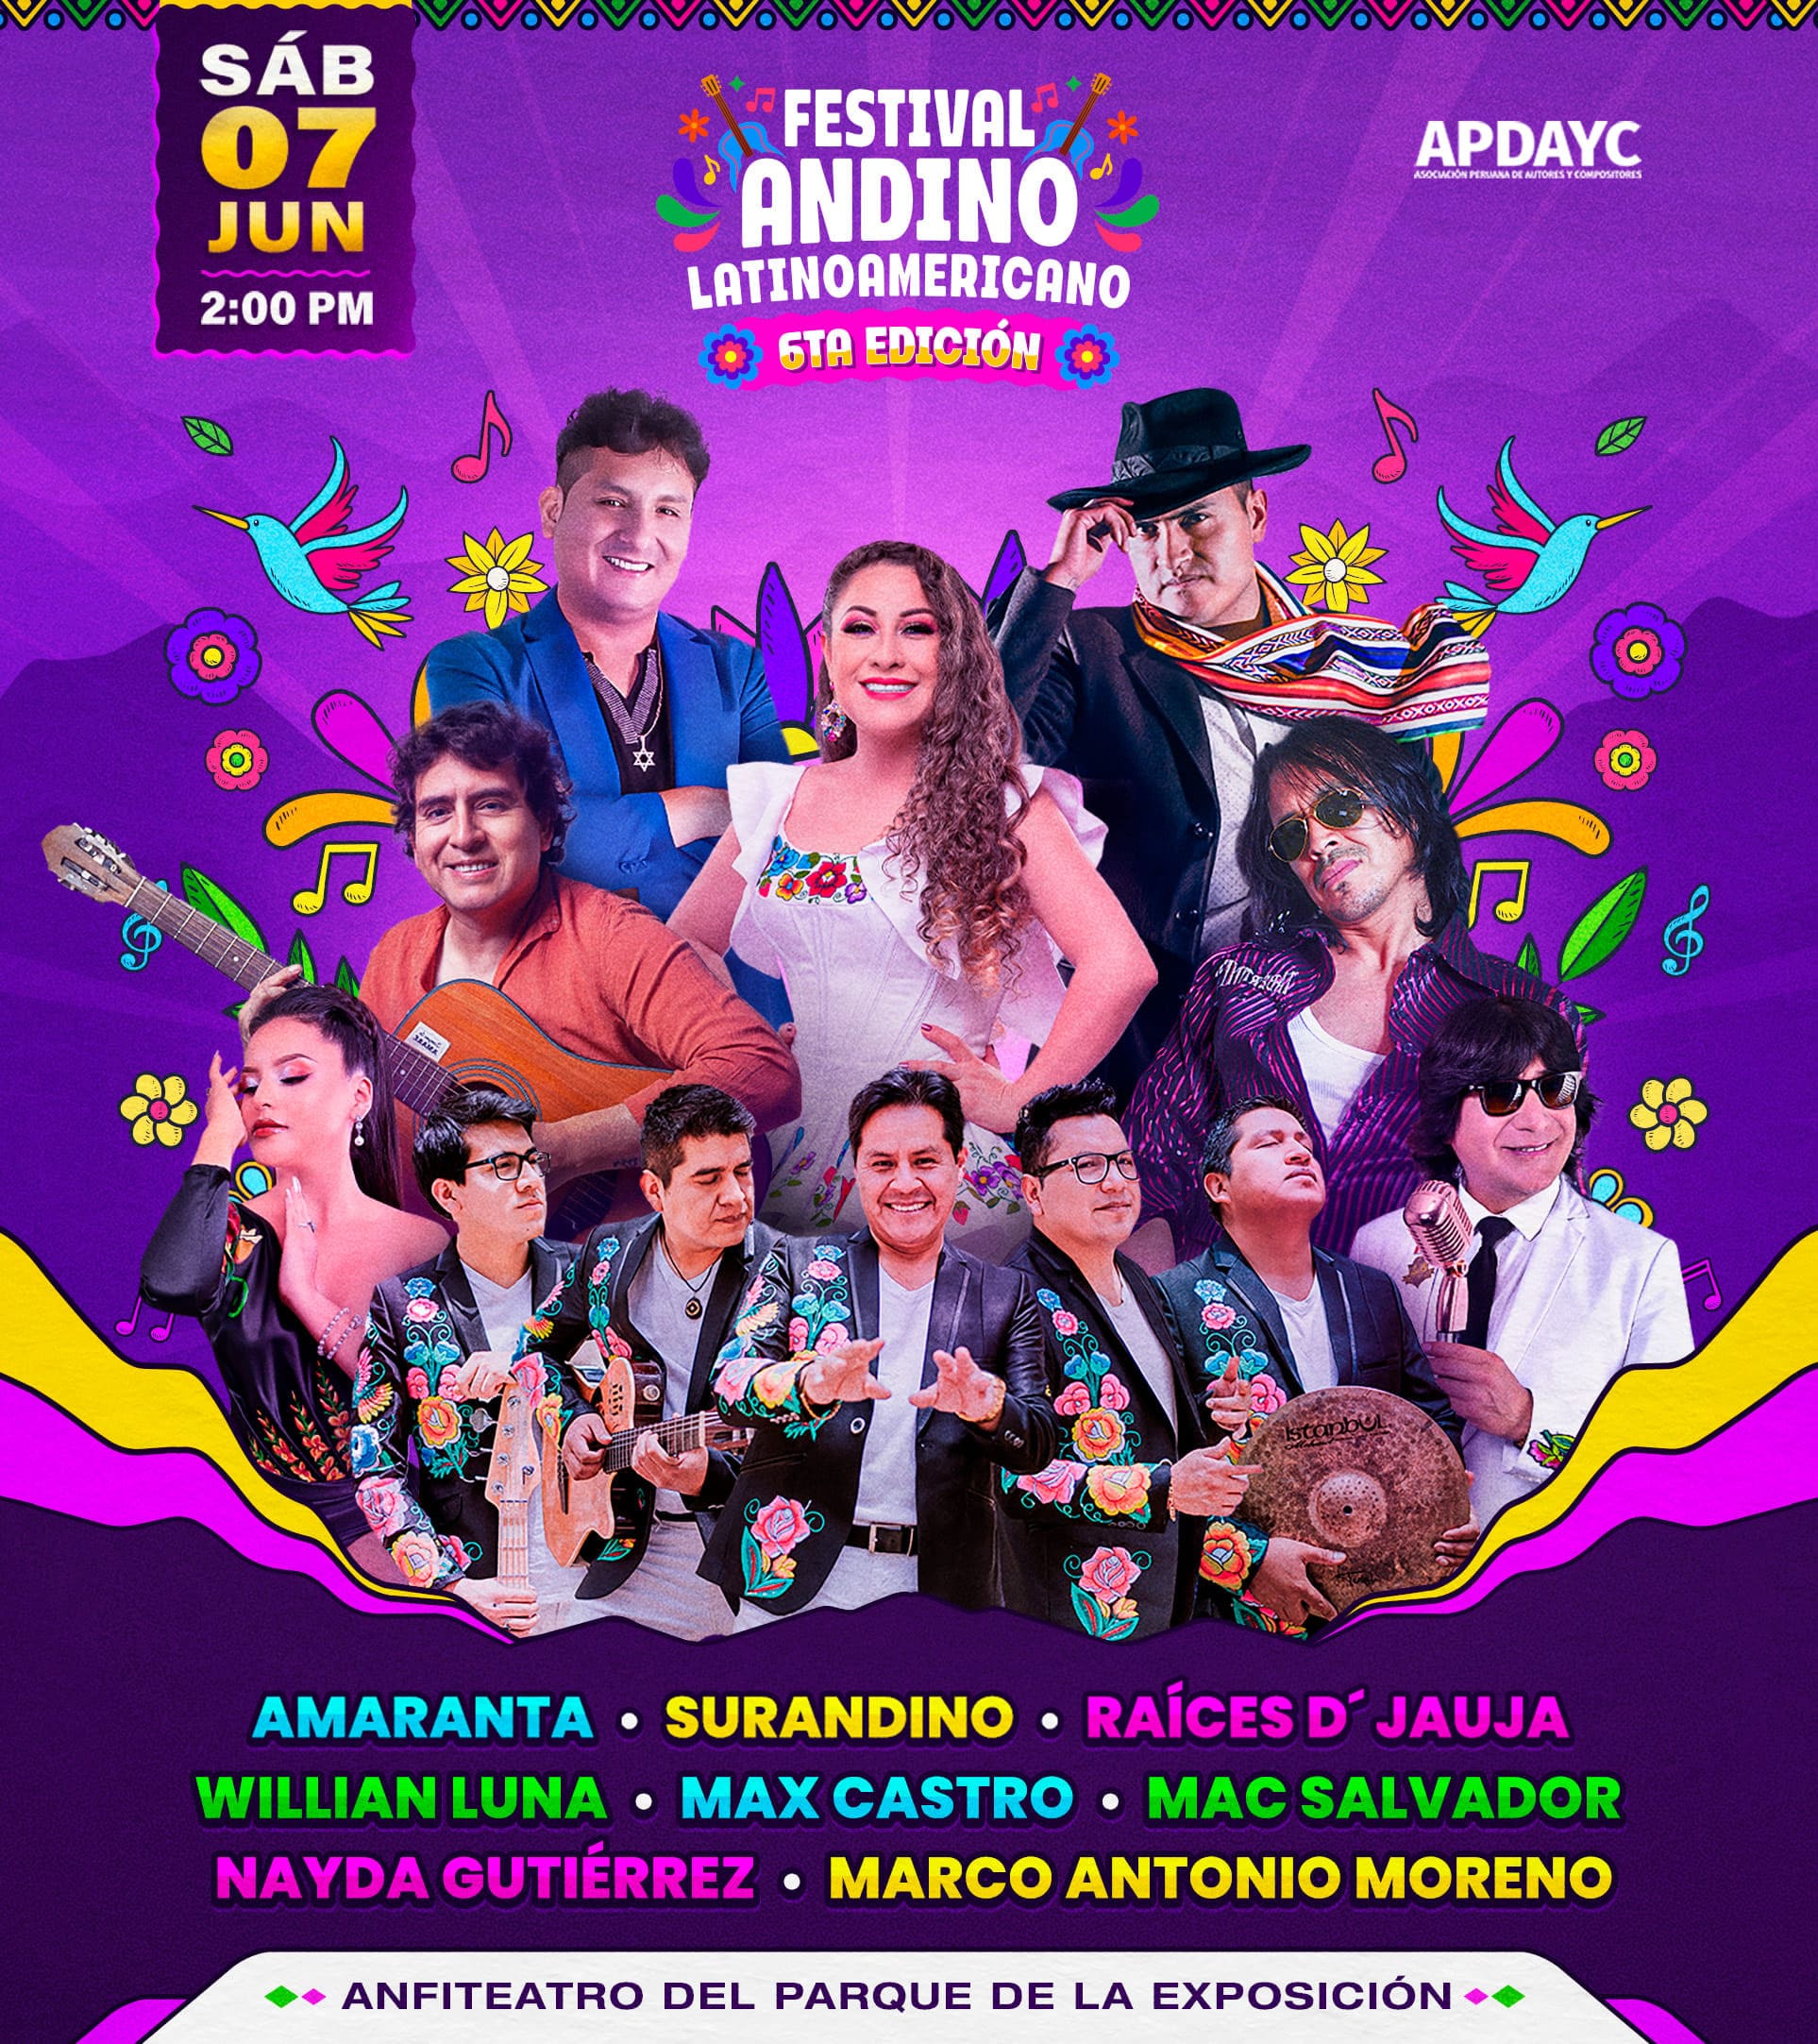 SÁB
07
JUN
2:00 PM
FESTIVAL
ANDINO
LATINOAMERICANO
6TA EDICIÓN
APDAYC
ASOCIACIÓN PERUANA DE AUTORES Y COMPOSITORES
istanbul
AMARANTA • SURANDINO • RAÍCES D´ JAUJA
WILLIAN LUNA • MAX CASTRO • MAC SALVADOR
NAYDA GUTIÉRREZ • MARCO ANTONIO MORENO
ANFITEATRO DEL PARQUE DE LA EXPOSICIÓN